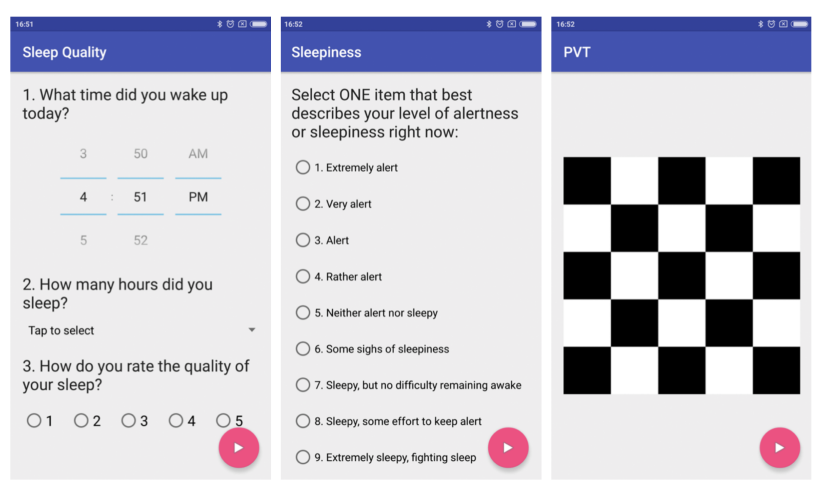 16:51
Sleep Quality
1. What time did you wake up
today?
3 50 AM
4 : 51 PM
5 52
2. How many hours did you
sleep?
Tap to select
3. How do you rate the quality of
your sleep?
1 2 3 4 5
16:52
Sleepiness
Select ONE item that best
describes your level of alertness
or sleepiness right now:
1. Extremely alert
2. Very alert
3. Alert
4. Rather alert
5. Neither alert nor sleepy
6. Some sighs of sleepiness
7. Sleepy, but no difficulty remaining awake
8. Sleepy, some effort to keep alert
9. Extremely sleepy, fighting sleep
16:52
PVT